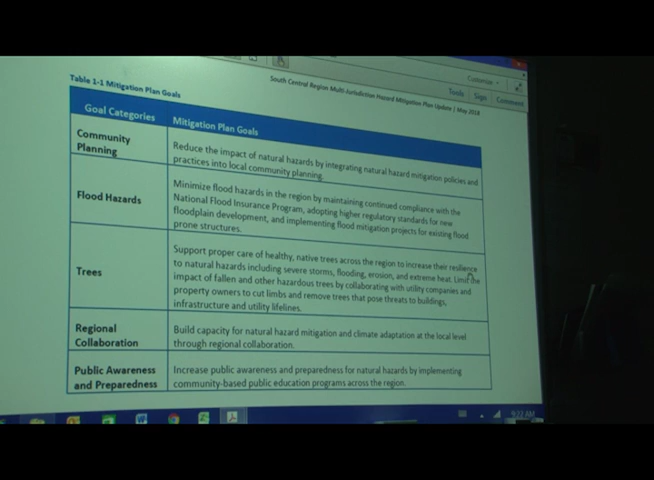 Customize
Tools Sign Comment
South Central Region Multi-Jurisdiction Hazard Mitigation Plan Update | May 2018
Table 1-1 Mitigation Plan Goals
Goal Categories
Mitigation Plan Goals
Community
Planning
Reduce the impact of natural hazards by integrating natural hazard mitigation policies and
practices into local community planning.
Flood Hazards
Minimize flood hazards in the region by maintaining continued compliance with the
National Flood Insurance Program, adopting higher regulatory standards for new
floodplain development, and implementing flood mitigation projects for existing flood
prone structures.
Trees
Support proper care of healthy, native trees across the region to increase their resilience
to natural hazards including severe storms, flooding, erosion, and extreme heat. Limit the
impact of fallen and other hazardous trees by collaborating with utility companies and
property owners to cut limbs and remove trees that pose threats to buildings,
infrastructure and utility lifelines.
Regional
Collaboration
Build capacity for natural hazard mitigation and climate adaptation at the local level
through regional collaboration.
Public Awareness
and Preparedness
Increase public awareness and preparedness for natural hazards by implementing
community-based public education programs across the region.
9:22 AM